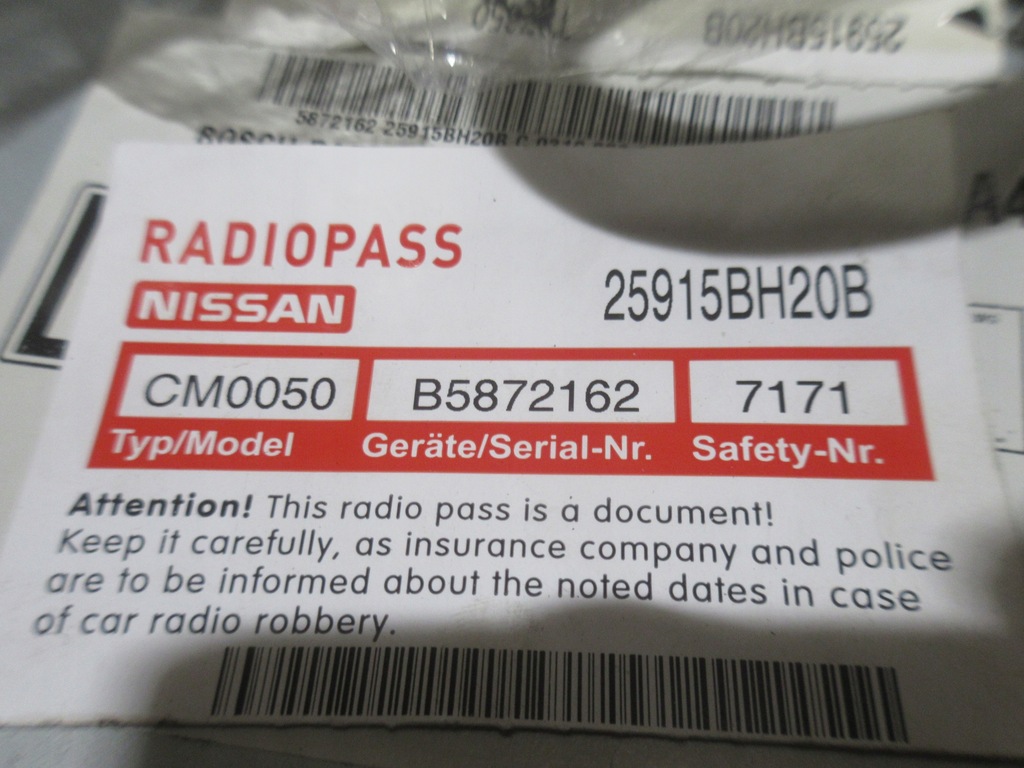 25915BH20B
5872162 25915BH20B C
RADIOPASS
NISSAN
25915BH20B
CM0050 B5872162 7171
Typ/Model Geräte/Serial-Nr. Safety-Nr.
Attention! This radio pass is a document!
Keep it carefully, as insurance company and police
are to be informed about the noted dates in case
of car radio robbery.